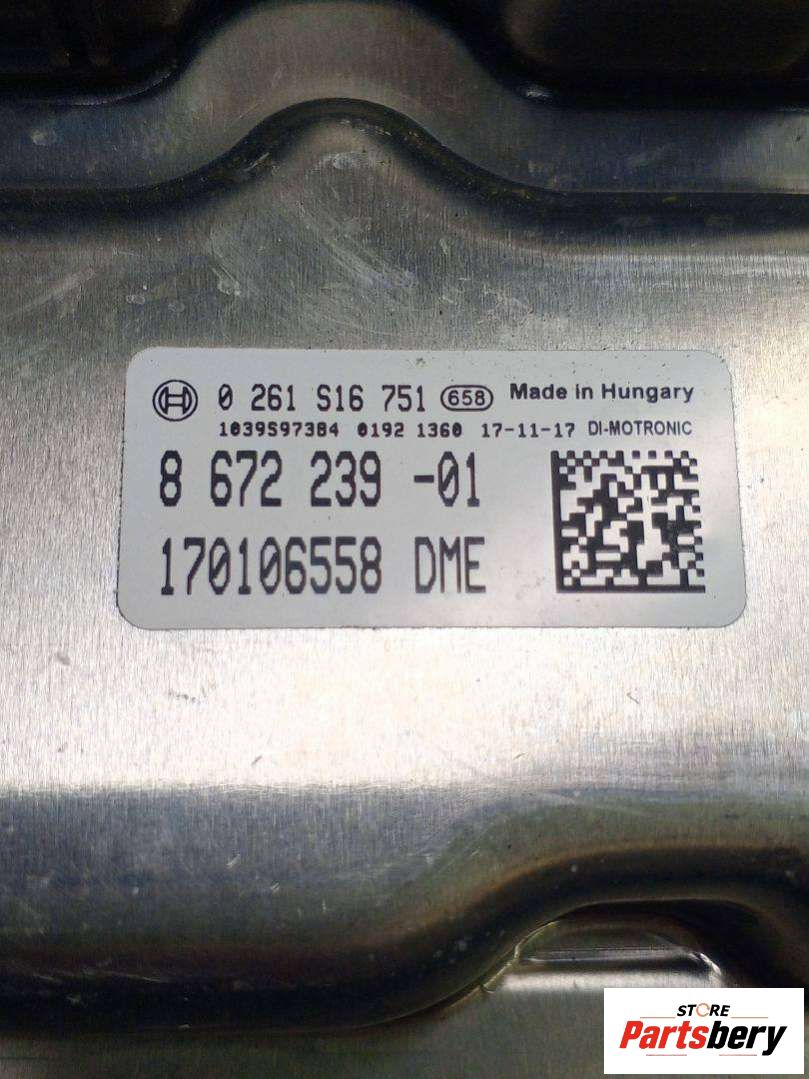 0 261 S16 751 658 Made in Hungary
1039S97384 0192 1360 17-11-17 DI-MOTRONIC
8 672 239 -01
170106558 DME
STORE
Partsbery